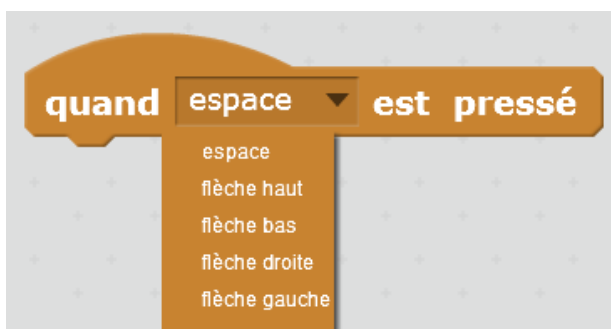 quand espace est pressé
espace
flèche haut
flèche bas
flèche droite
flèche gauche